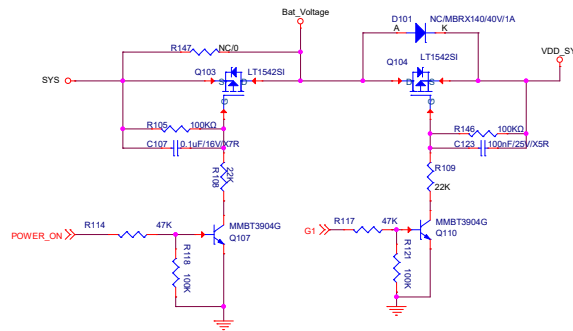 Bat_Voltage
D101 NC/MBRX140/40V/1A
A K
R147 NC/0
VDD_SY
SYS
Q103 LT1542SI
Q104 LT1542SI
S D
D S
G
G
R105 100KΩ
C107 0.1uF/16V/X7R
R146 100KΩ
C123 100nF/25V/X5R
R108
22K
R109
22K
R114 47K
MMBT3904G
Q107
POWER_ON
R118
100K
R117 47K
MMBT3904G
Q110
G1
R121
100K